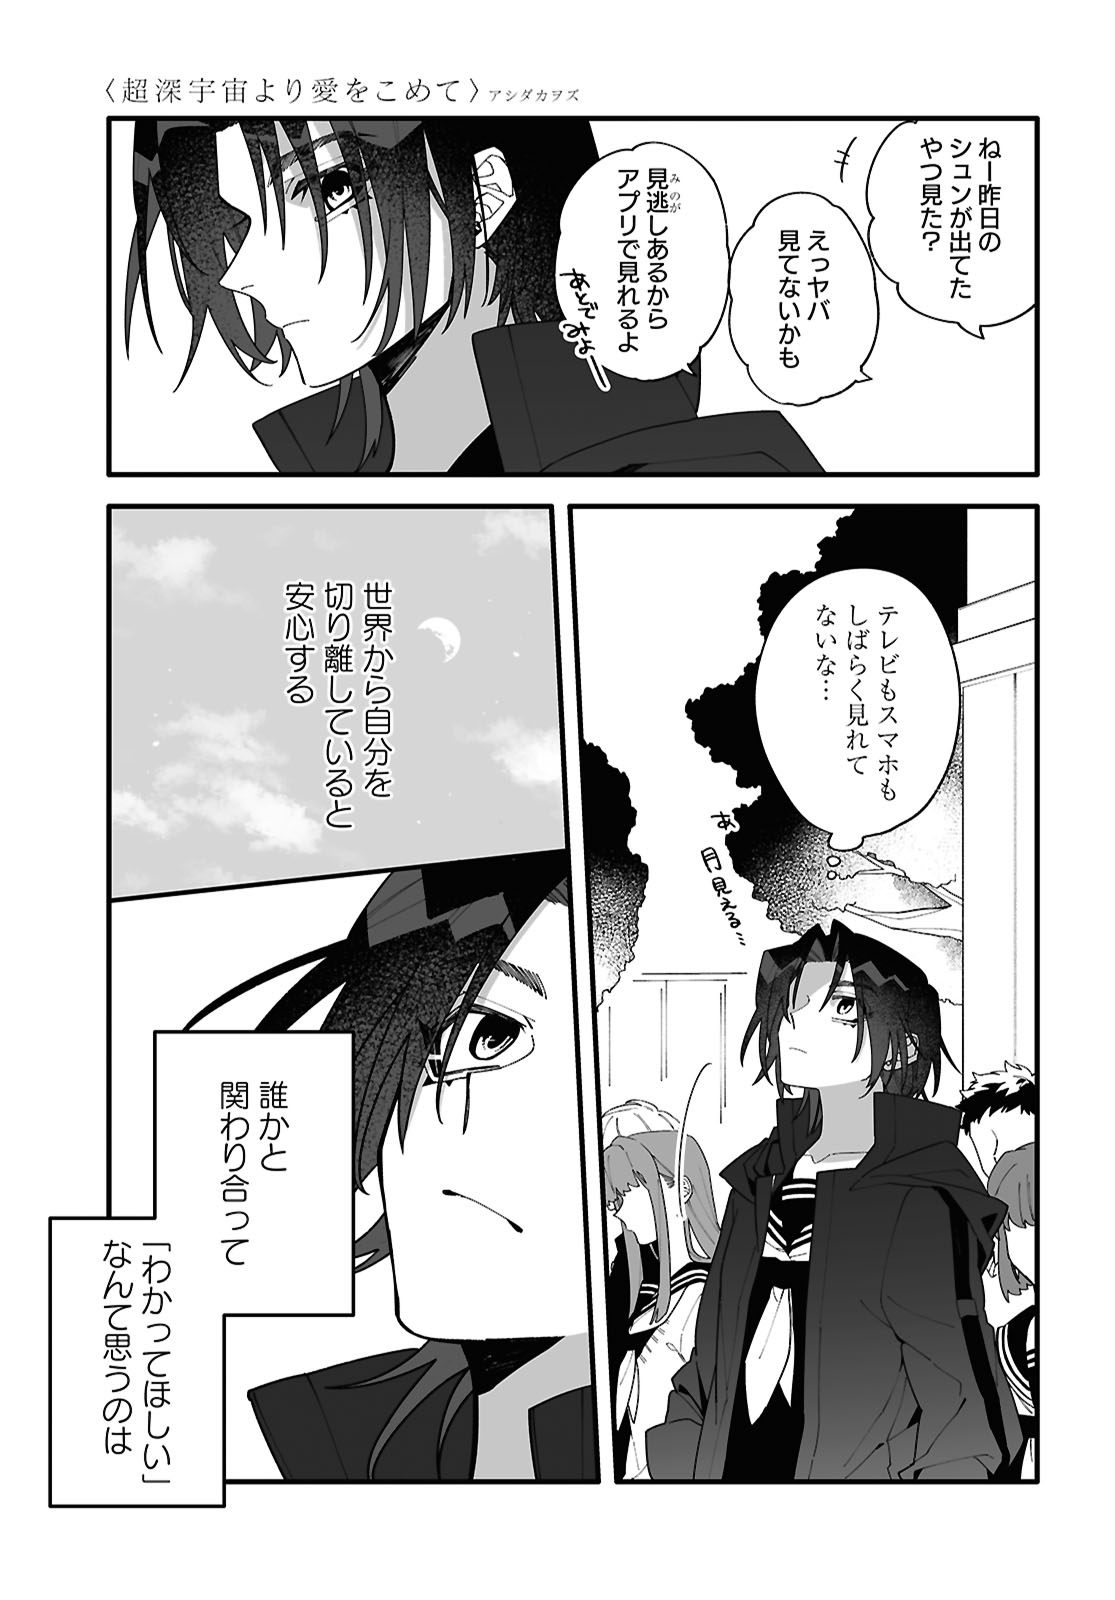 〈超深宇宙より愛をこめて〉アシダカヲズ
ねー昨日の
シュンが出てた
やつ見た?
えっヤバ
見てないかも
見逃しあるから
みのが
アプリで見れるよ
あとでみよー
テレビもスマホも
しばらく見れて
ないな…
あ
月見える…
世界から自分を
切り離していると
安心する
誰かと
関わり合って
「わかってほしい」
なんて思うのは